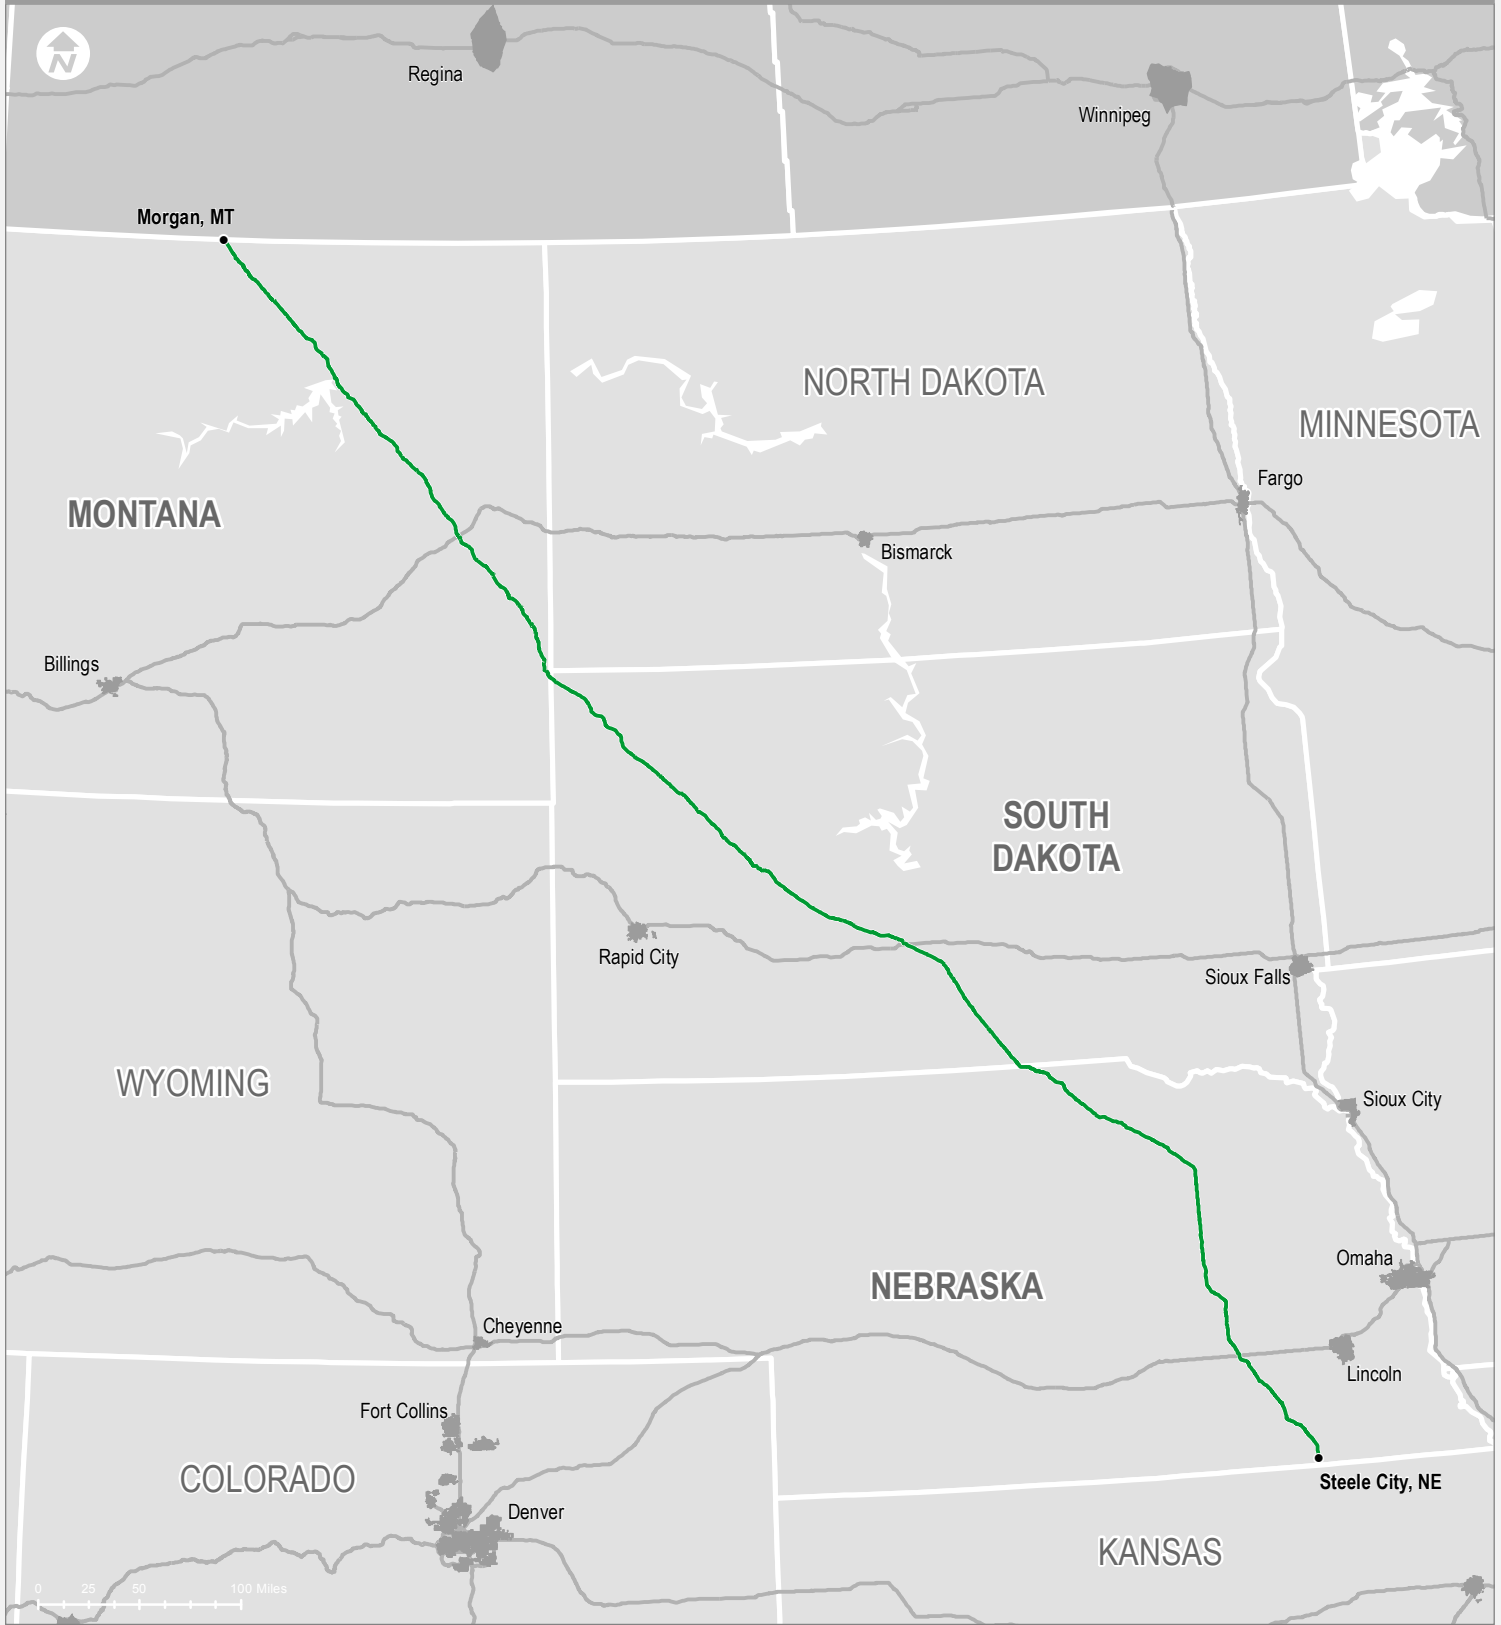 N
Regina
Winnipeg
Morgan, MT
NORTH DAKOTA
MINNESOTA
Fargo
MONTANA
Bismarck
Billings
SOUTH
DAKOTA
Rapid City
Sioux Falls
WYOMING
Sioux City
Omaha
NEBRASKA
Cheyenne
Lincoln
Fort Collins
COLORADO
Steele City, NE
Denver
KANSAS
0 25 50 100 Miles